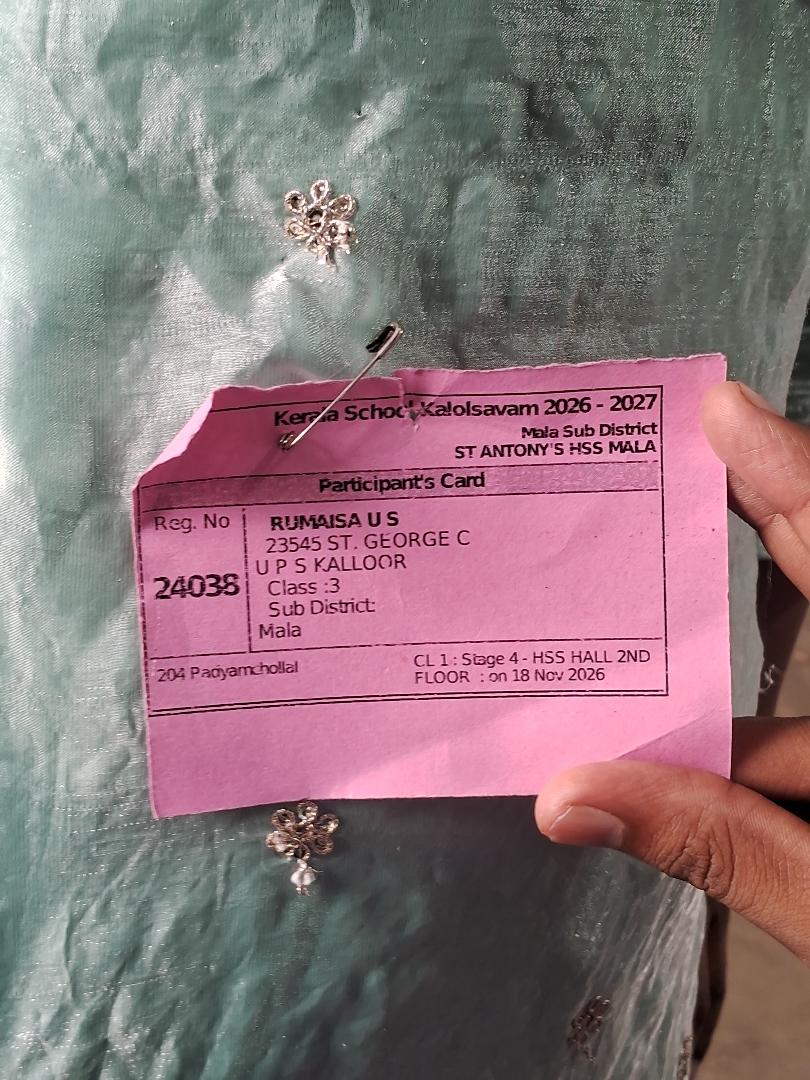 Kerala School Kalolsavam 2026 - 2027
Mala Sub District
ST ANTONY'S HSS MALA
Participant's Card
Reg. No
24038
RUMAISA U S
23545 ST. GEORGE C
U P S KALLOOR
Class :3
Sub District:
Mala
204 Padyamchollal
CL 1 : Stage 4 - HSS HALL 2ND
FLOOR : on 18 Nov 2026